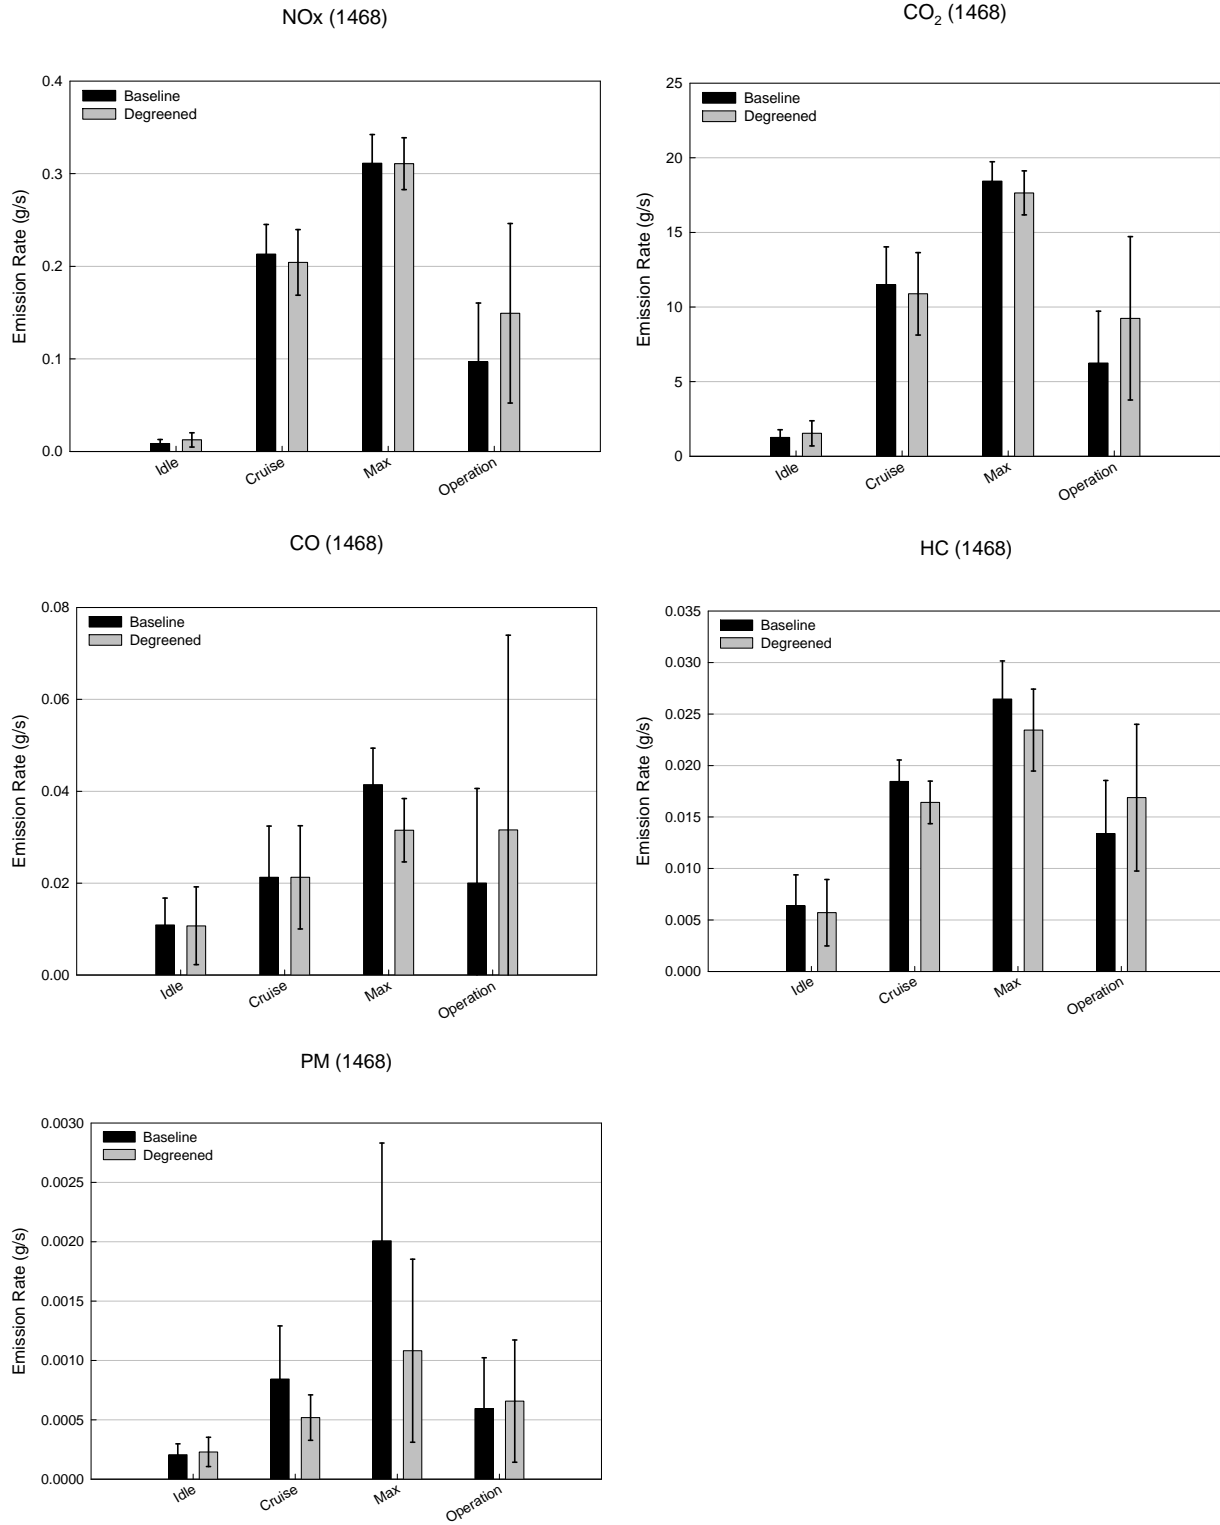 NOx (1468)
Emission Rate (g/s)
0.4
0.3
0.2
0.1
0.0
Baseline
Degreened
Idle
Cruise
Max
Operation
CO₂ (1468)
Emission Rate (g/s)
25
20
15
10
5
0
Baseline
Degreened
Idle
Cruise
Max
Operation
CO (1468)
Emission Rate (g/s)
0.08
0.06
0.04
0.02
0.00
Baseline
Degreened
Idle
Cruise
Max
Operation
HC (1468)
Emission Rate (g/s)
0.035
0.030
0.025
0.020
0.015
0.010
0.005
0.000
Baseline
Degreened
Idle
Cruise
Max
Operation
PM (1468)
Emission Rate (g/s)
0.0030
0.0025
0.0020
0.0015
0.0010
0.0005
0.0000
Baseline
Degreened
Idle
Cruise
Max
Operation